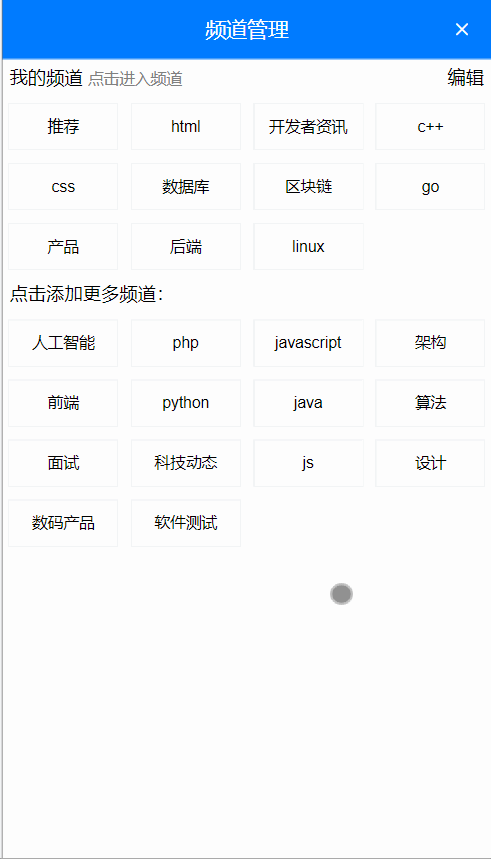 频道管理 ×
我的频道 点击进入频道 编辑
推荐 html 开发者资讯 c++
css 数据库 区块链 go
产品 后端 linux
点击添加更多频道:
人工智能 php javascript 架构
前端 python java 算法
面试 科技动态 js 设计
数码产品 软件测试